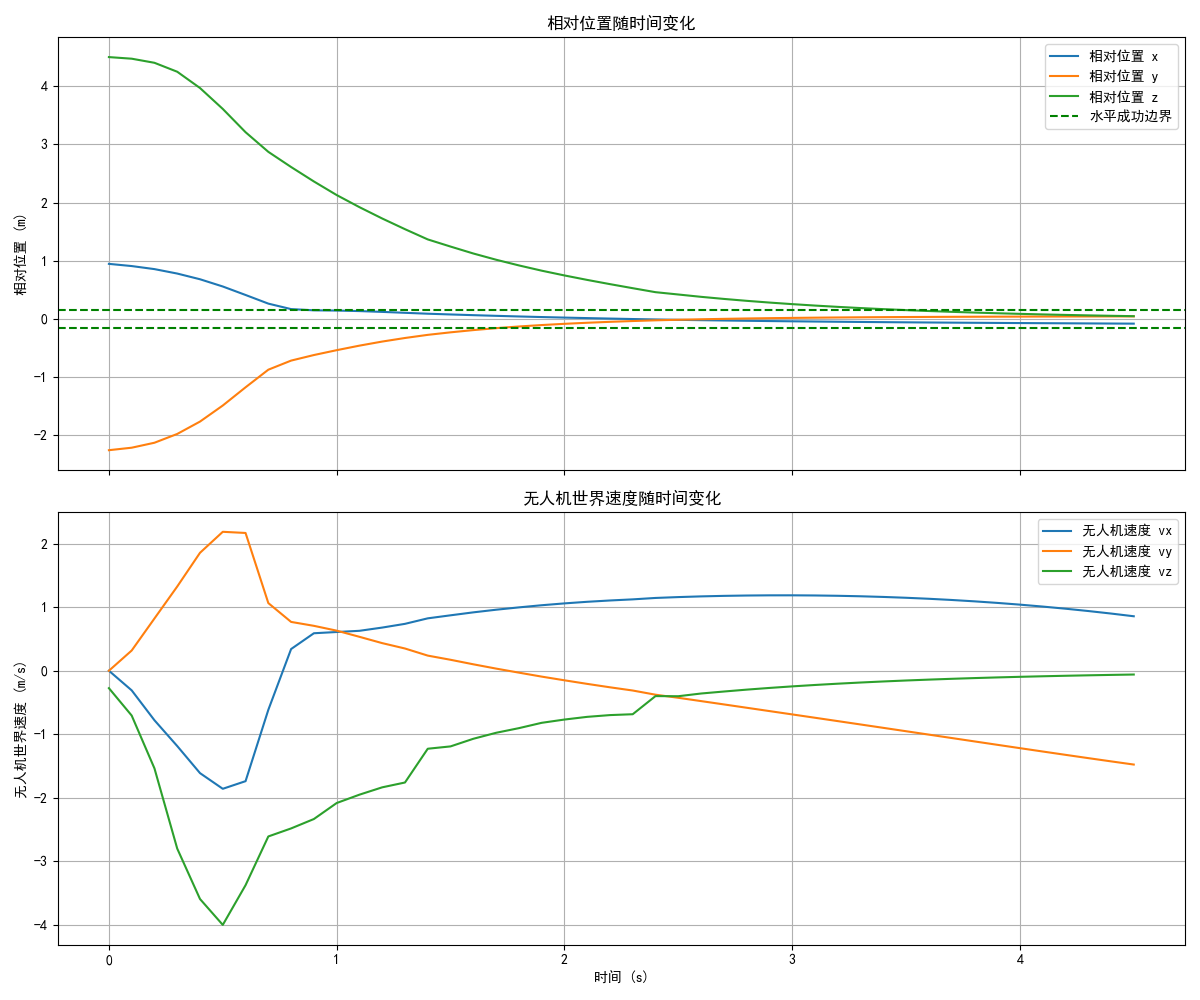 相对位置随时间变化
相对位置 (m)
4
3
2
1
0
−1
−2
相对位置 x
相对位置 y
相对位置 z
水平成功边界
无人机世界速度随时间变化
无人机世界速度 (m/s)
2
1
0
−1
−2
−3
−4
无人机速度 vx
无人机速度 vy
无人机速度 vz
0 1 2 3 4
时间 (s)